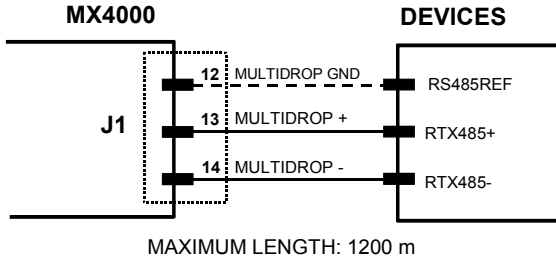 MX4000 DEVICES
12 MULTIDROP GND RS485REF
J1
13 MULTIDROP + RTX485+
14 MULTIDROP - RTX485-
MAXIMUM LENGTH: 1200 m